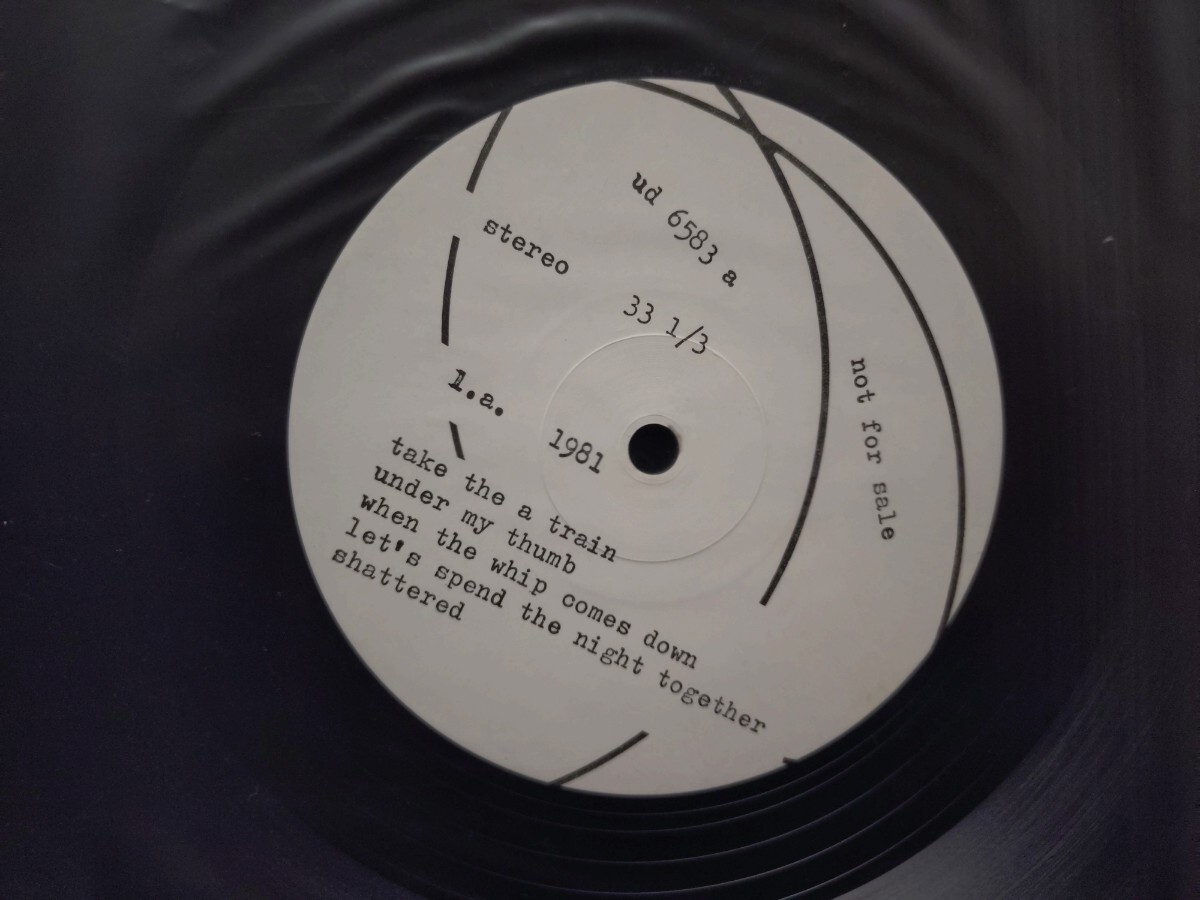 ud 6583 a
stereo
33 1/3
l.a.
1981
not for sale
take the a train
under my thumb
when the whip comes down
let's spend the night together
shattered